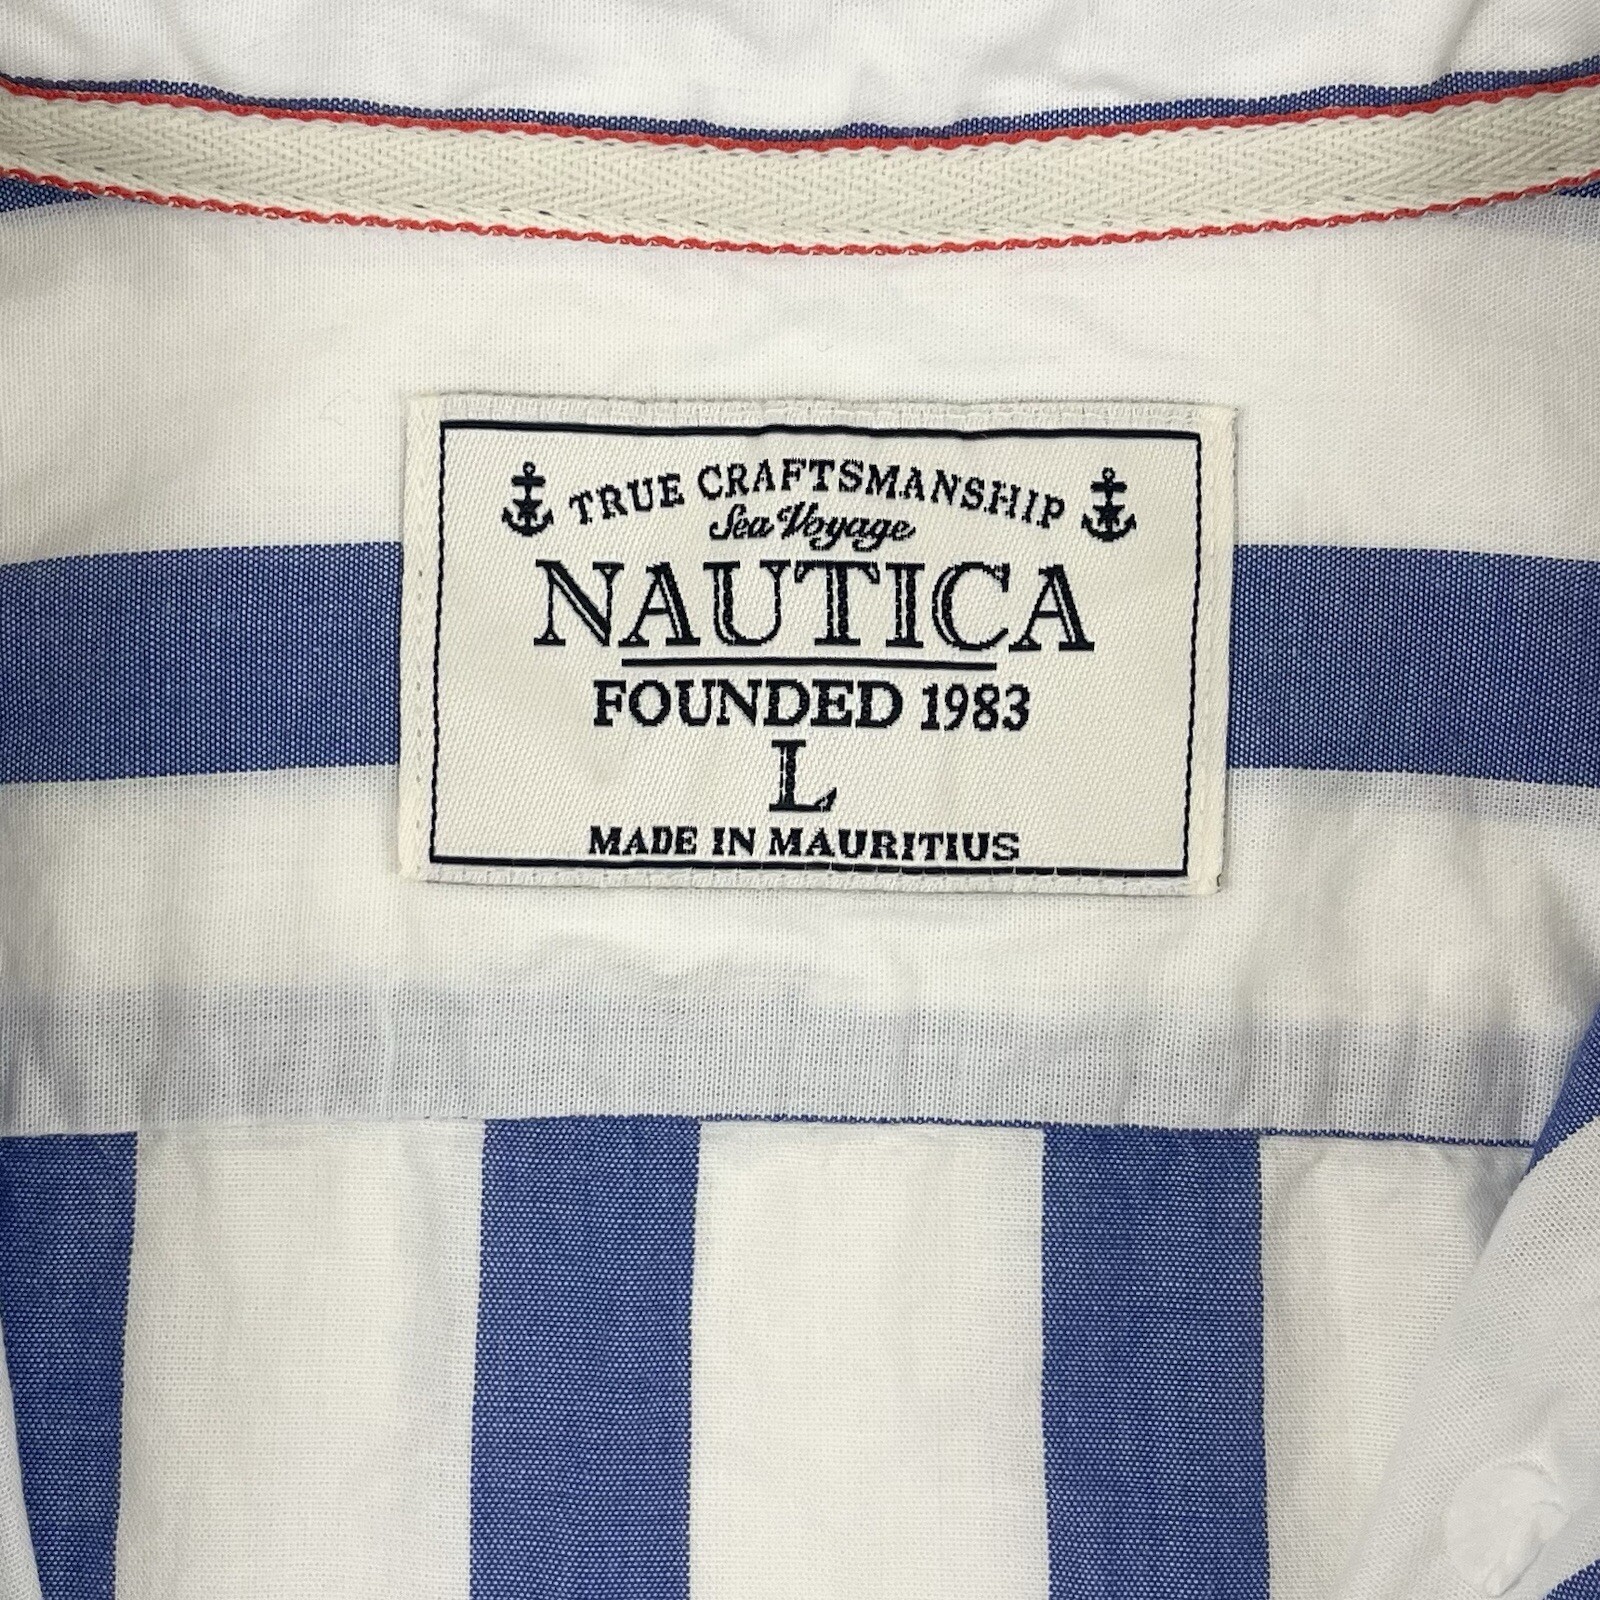 TRUE CRAFTSMANSHIP
Sea Voyage
NAUTICA
FOUNDED 1983
L
MADE IN MAURITIUS